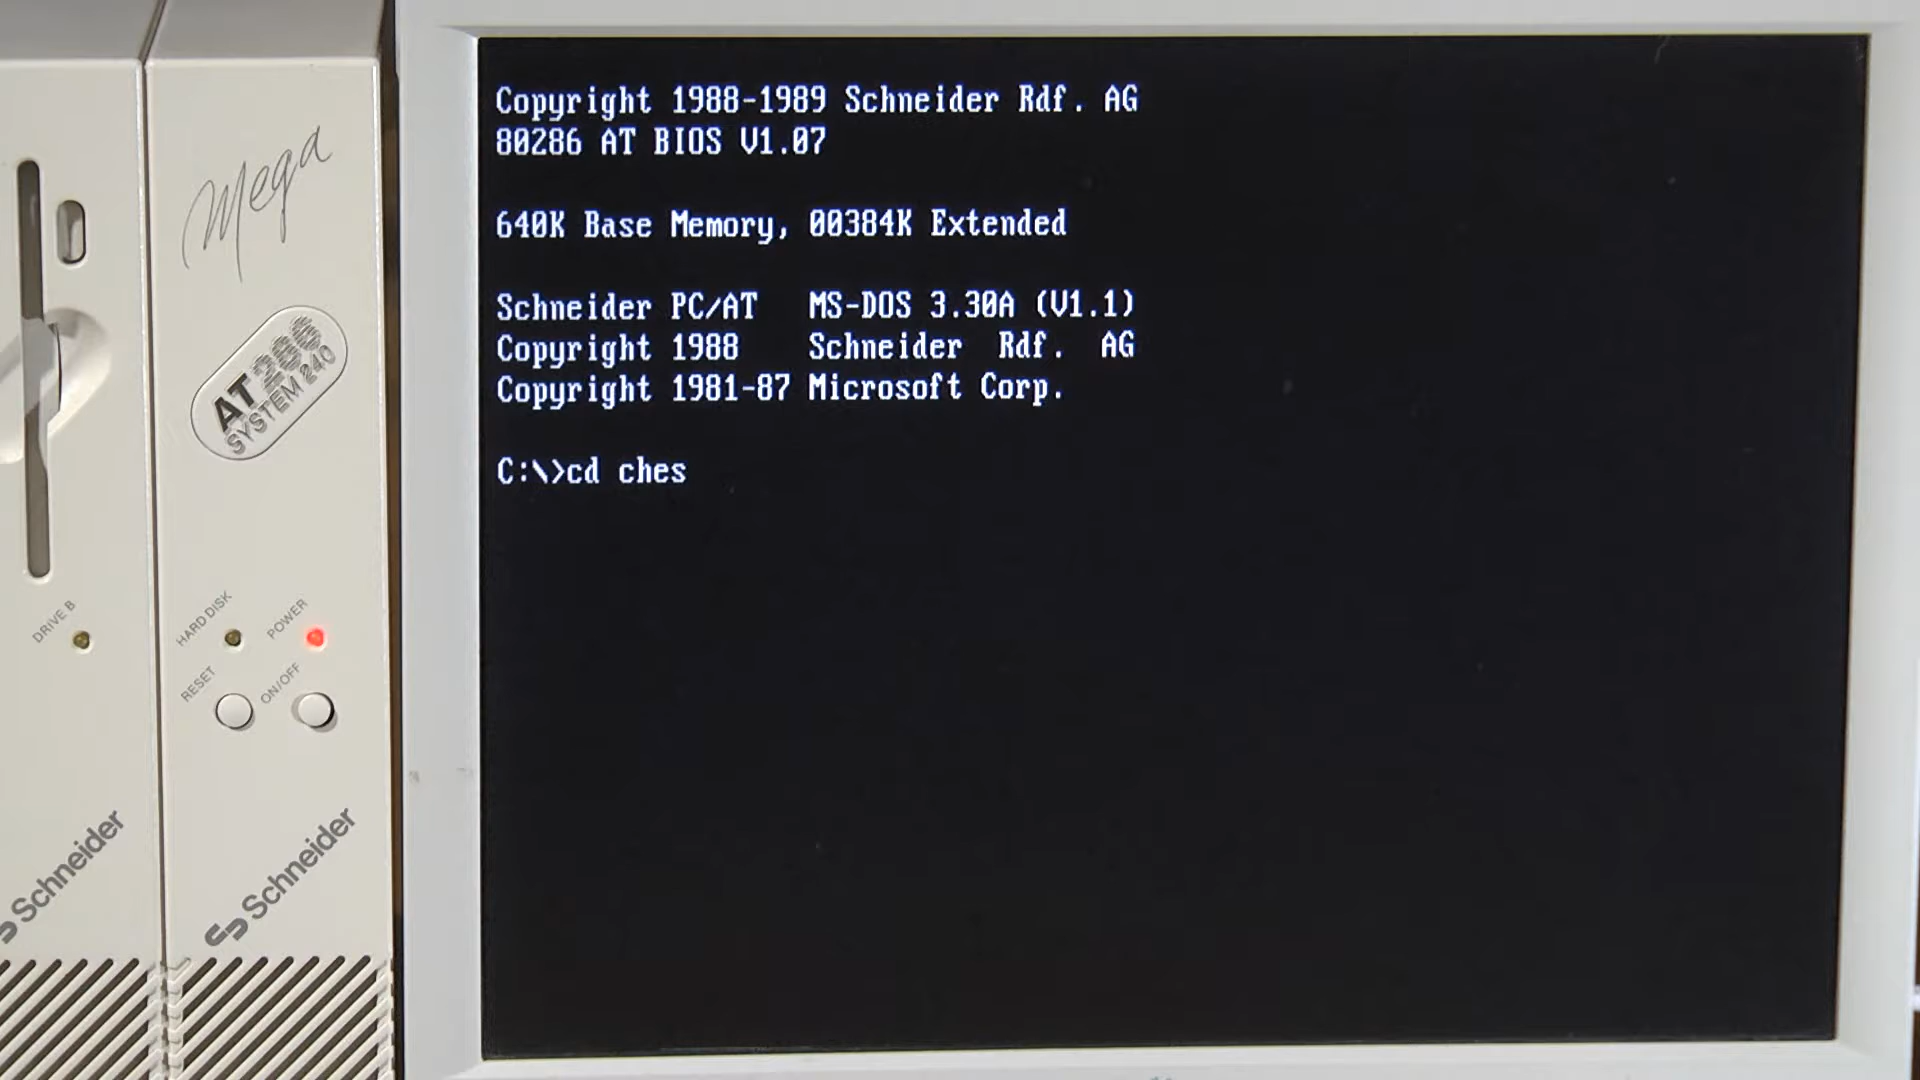 Mega
AT286
SYSTEM 240
DRIVE B
HARD DISK
POWER
RESET
ON/OFF
Schneider
Schneider
Copyright 1988-1989 Schneider Rdf. AG
80286 AT BIOS V1.07
640K Base Memory, 00384K Extended
Schneider PC/AT   MS-DOS 3.30A (V1.1)
Copyright 1988    Schneider  Rdf.  AG
Copyright 1981-87 Microsoft Corp.
C:\>cd ches